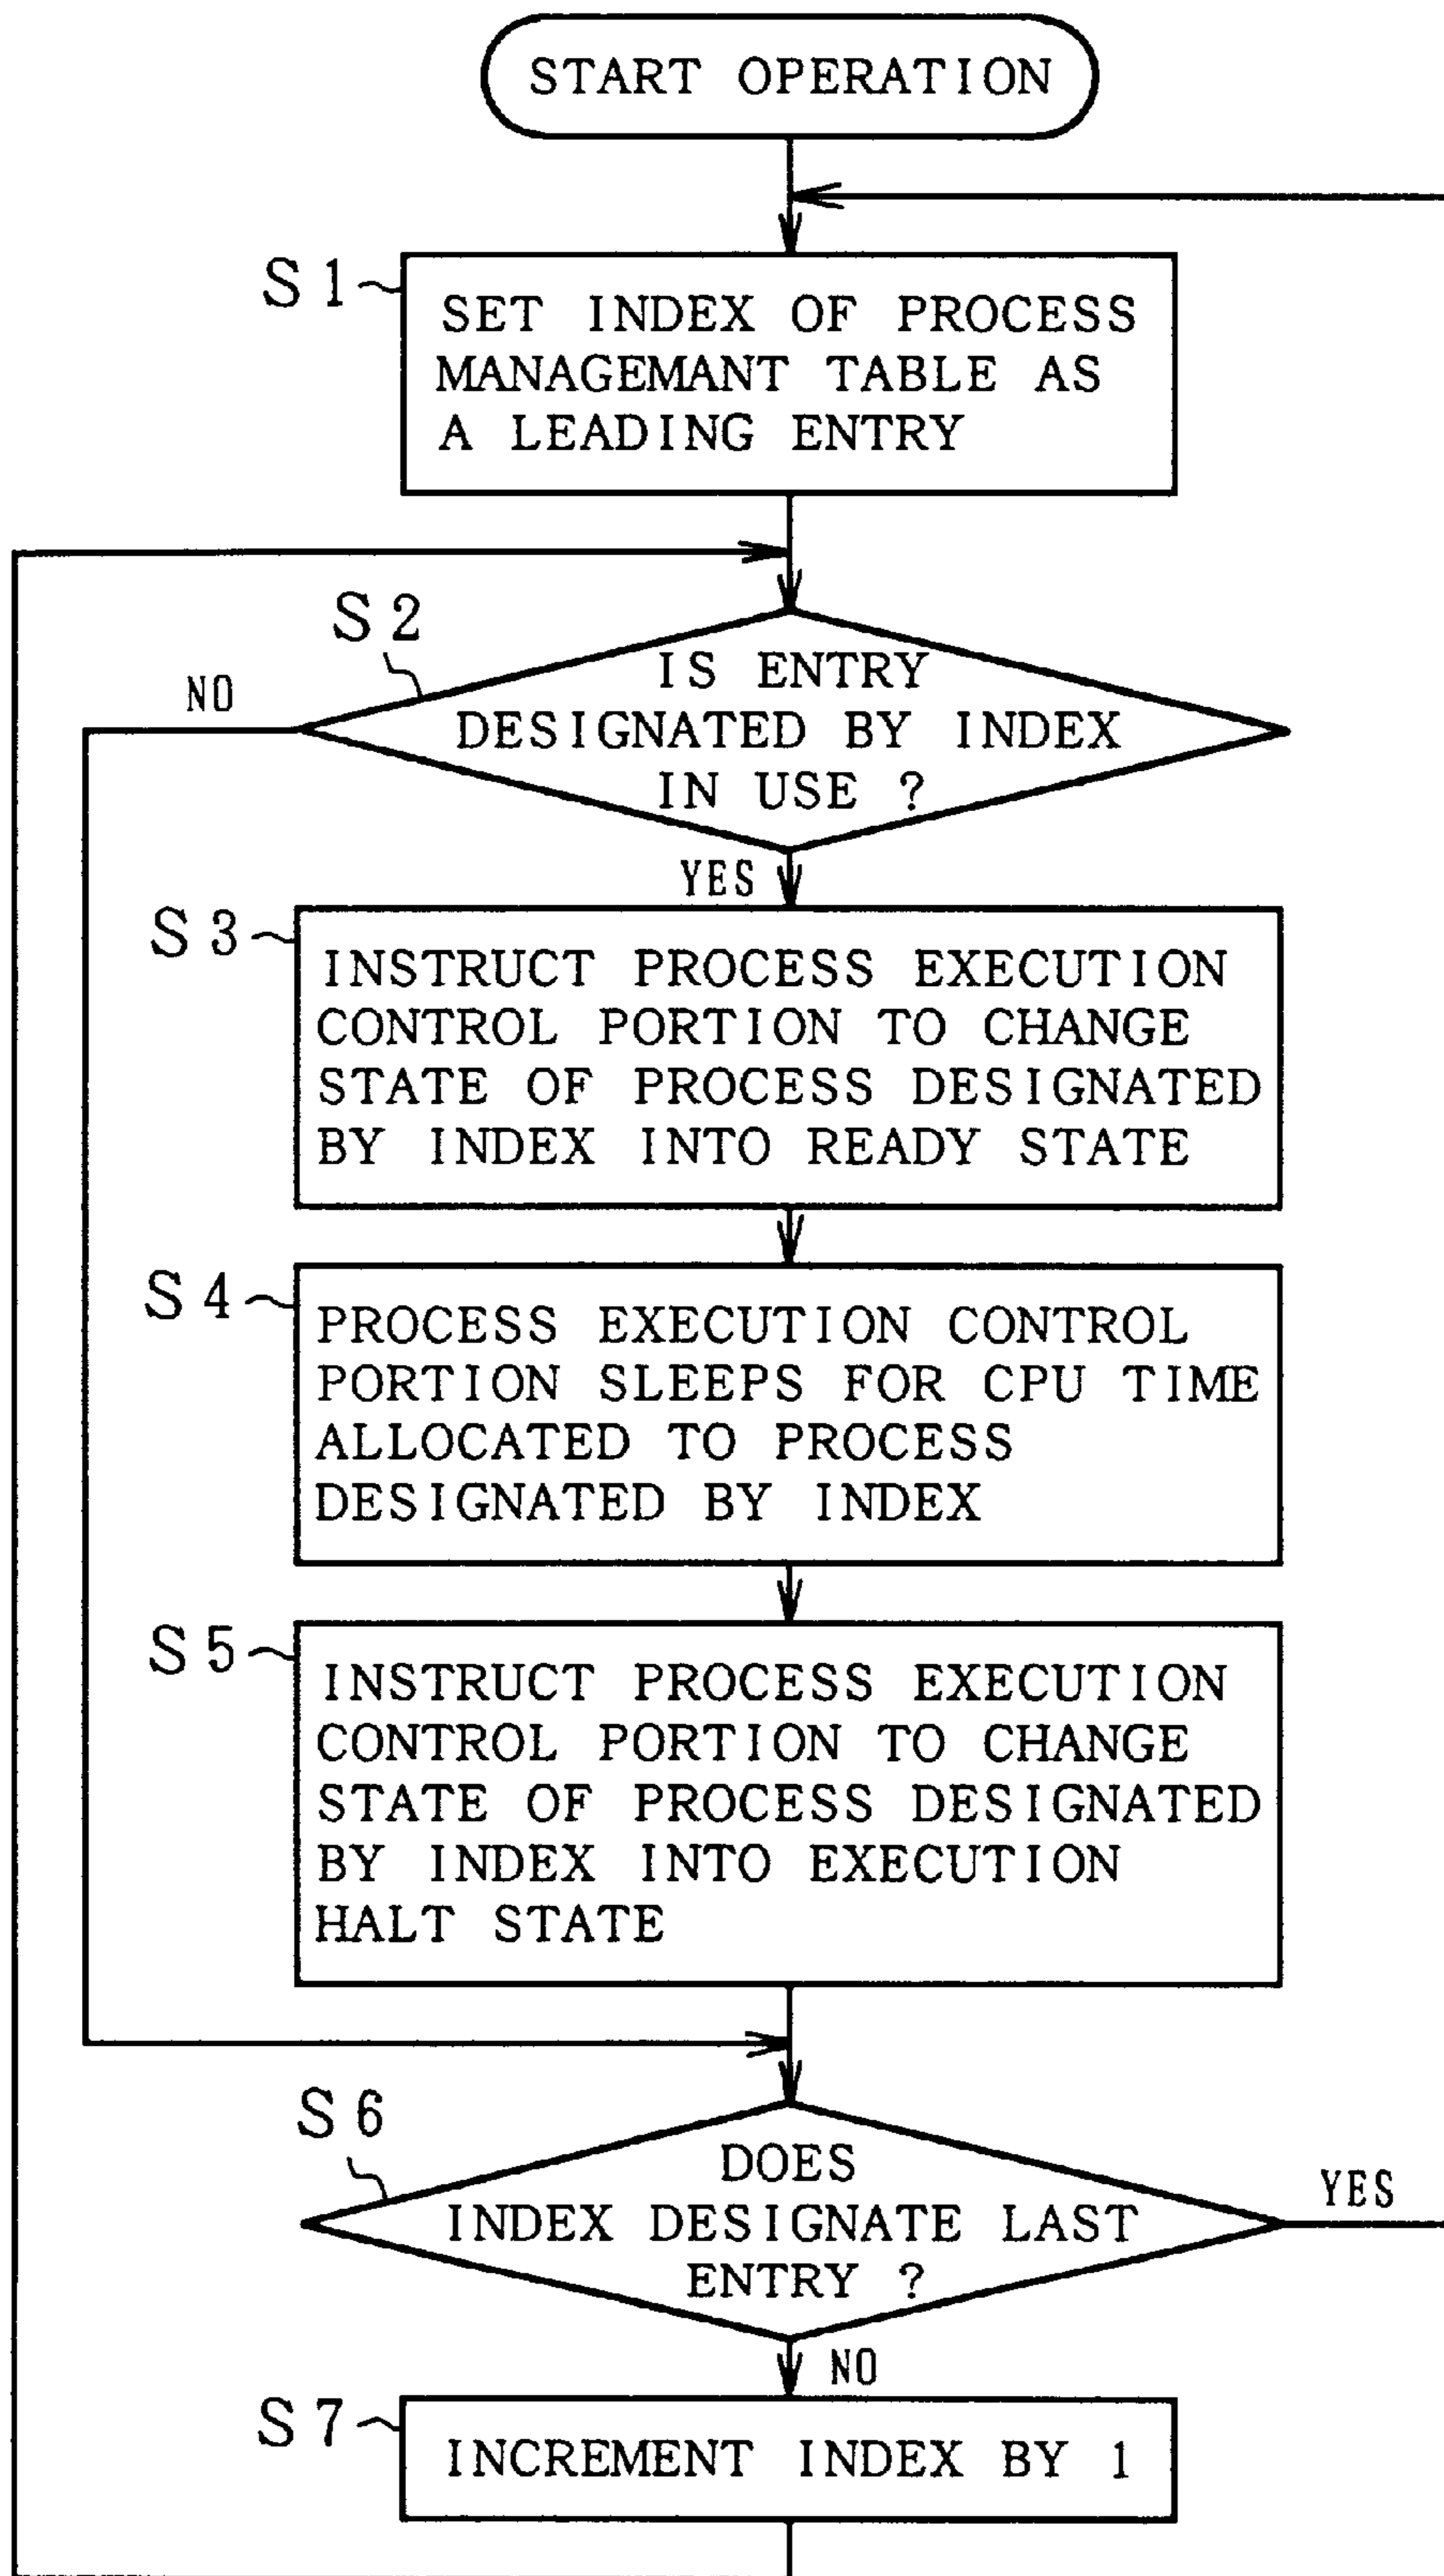 START OPERATION
S1
SET INDEX OF PROCESS
MANAGEMANT TABLE AS
A LEADING ENTRY
S2
IS ENTRY
DESIGNATED BY INDEX
IN USE ?
NO
YES
S3
INSTRUCT PROCESS EXECUTION
CONTROL PORTION TO CHANGE
STATE OF PROCESS DESIGNATED
BY INDEX INTO READY STATE
S4
PROCESS EXECUTION CONTROL
PORTION SLEEPS FOR CPU TIME
ALLOCATED TO PROCESS
DESIGNATED BY INDEX
S5
INSTRUCT PROCESS EXECUTION
CONTROL PORTION TO CHANGE
STATE OF PROCESS DESIGNATED
BY INDEX INTO EXECUTION
HALT STATE
S6
DOES
INDEX DESIGNATE LAST
ENTRY ?
YES
NO
S7
INCREMENT INDEX BY 1